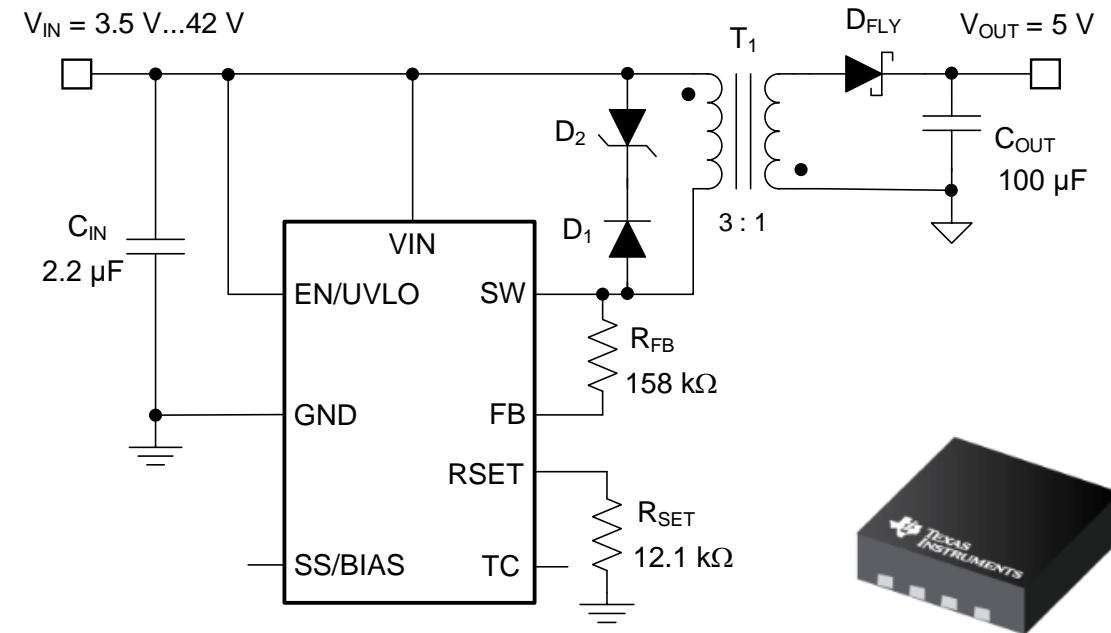 V_IN = 3.5 V...42 V
T_1
D_FLY
V_OUT = 5 V
D_2
C_OUT
100 µF
3 : 1
C_IN
2.2 µF
D_1
VIN
EN/UVLO
SW
R_FB
158 kΩ
GND
FB
RSET
R_SET
12.1 kΩ
SS/BIAS
TC
TEXAS
INSTRUMENTS